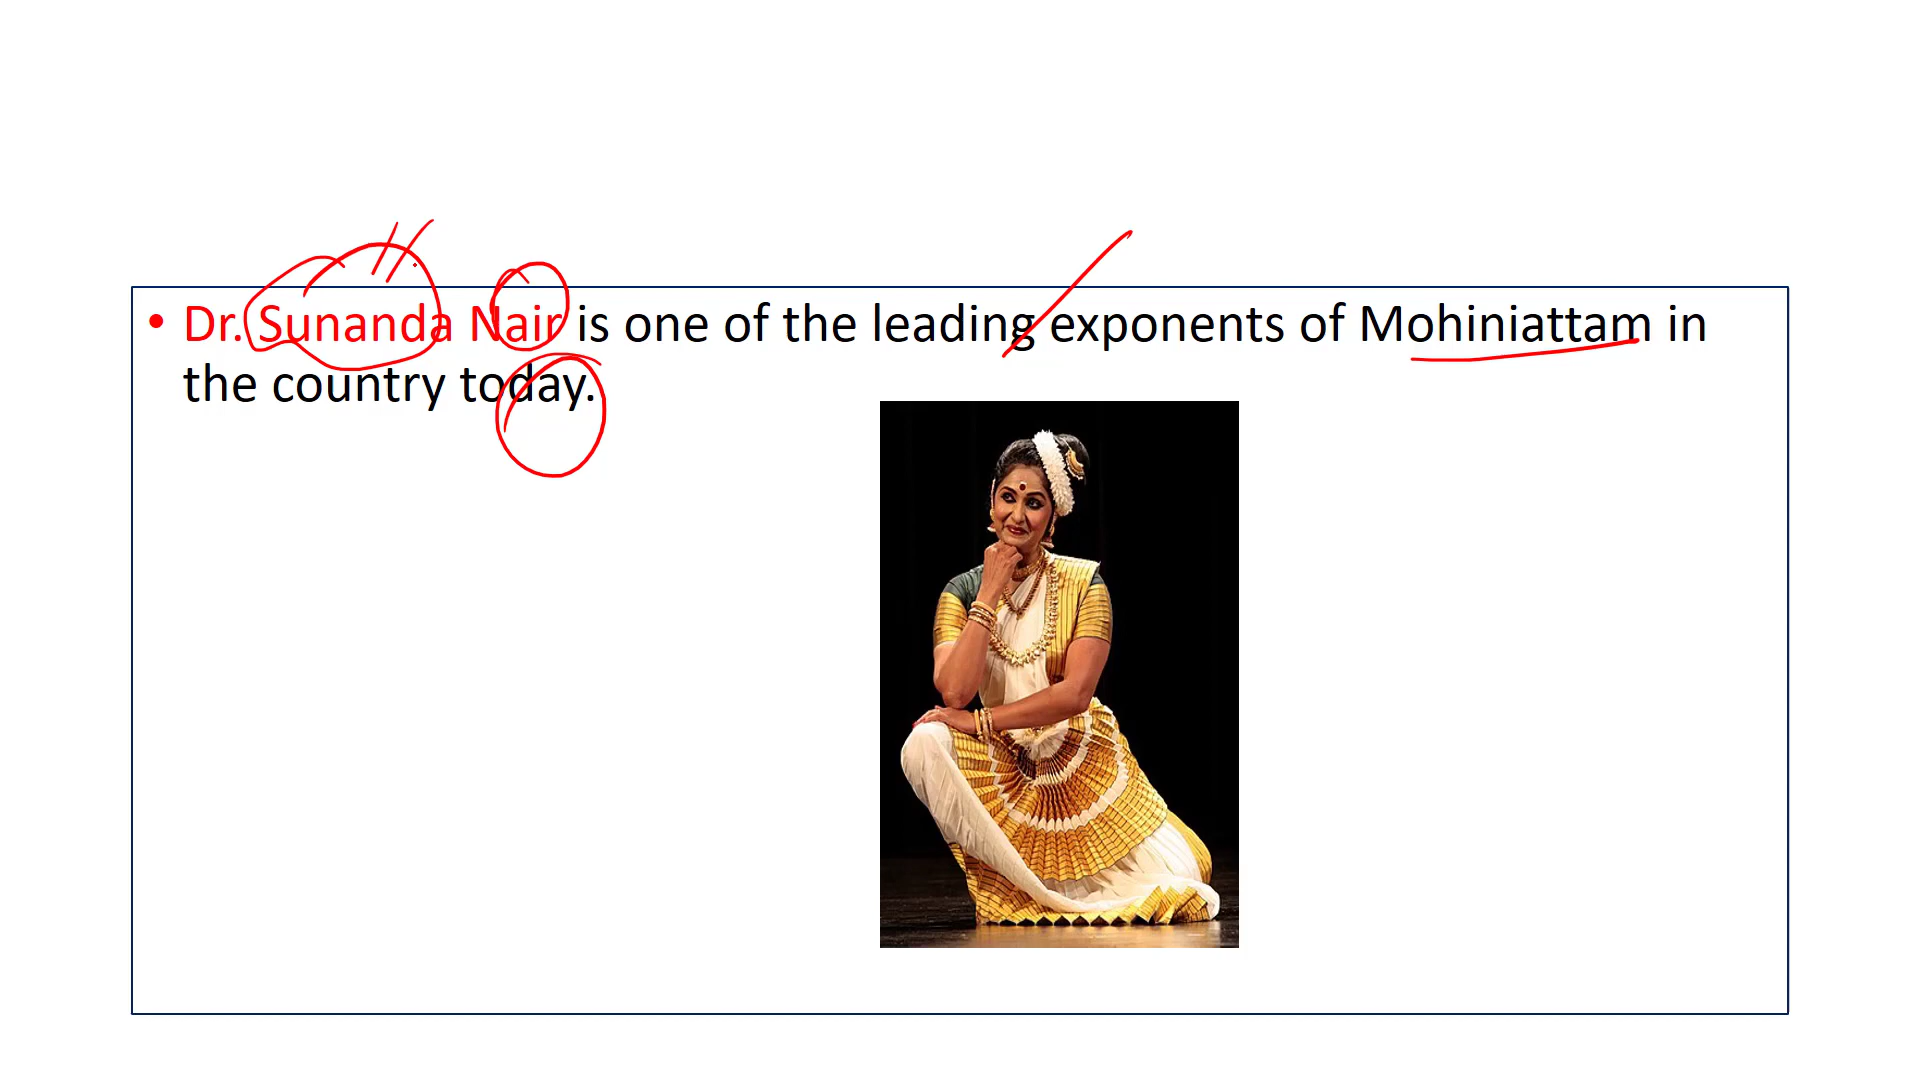 • Dr. Sunanda Nair is one of the leading exponents of Mohiniattam in
the country today.